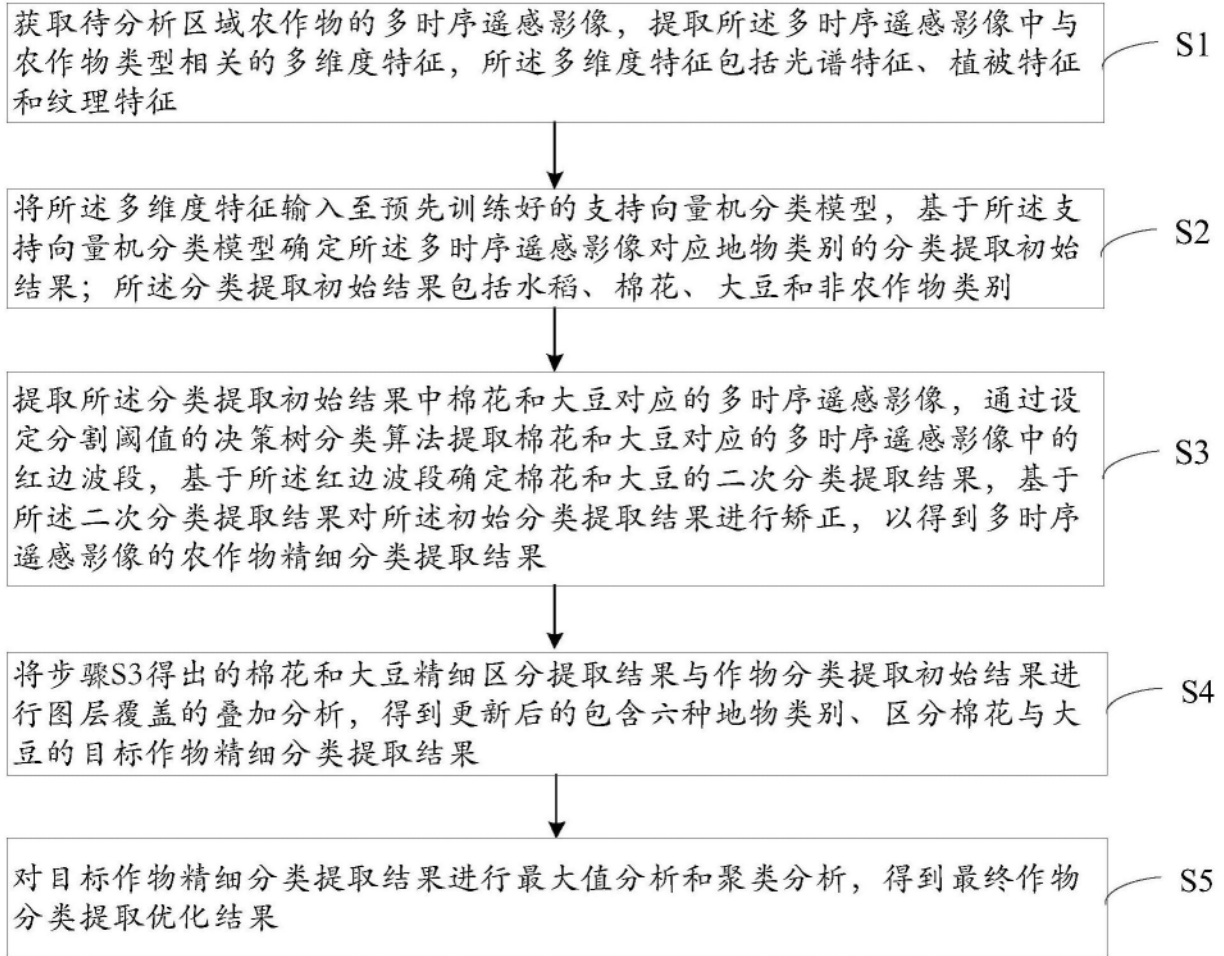 获取待分析区域农作物的多时序遥感影像，提取所述多时序遥感影像中与
农作物类型相关的多维度特征，所述多维度特征包括光谱特征、植被特征
和纹理特征
S1
将所述多维度特征输入至预先训练好的支持向量机分类模型，基于所述支
持向量机分类模型确定所述多时序遥感影像对应地物类别的分类提取初始
结果；所述分类提取初始结果包括水稻、棉花、大豆和非农作物类别
S2
提取所述分类提取初始结果中棉花和大豆对应的多时序遥感影像，通过设
定分割阈值的决策树分类算法提取棉花和大豆对应的多时序遥感影像中的
红边波段，基于所述红边波段确定棉花和大豆的二次分类提取结果，基于
所述二次分类提取结果对所述初始分类提取结果进行矫正，以得到多时序
遥感影像的农作物精细分类提取结果
S3
将步骤S3得出的棉花和大豆精细区分提取结果与作物分类提取初始结果进
行图层覆盖的叠加分析，得到更新后的包含六种地物类别、区分棉花与大
豆的目标作物精细分类提取结果
S4
对目标作物精细分类提取结果进行最大值分析和聚类分析，得到最终作物
分类提取优化结果
S5